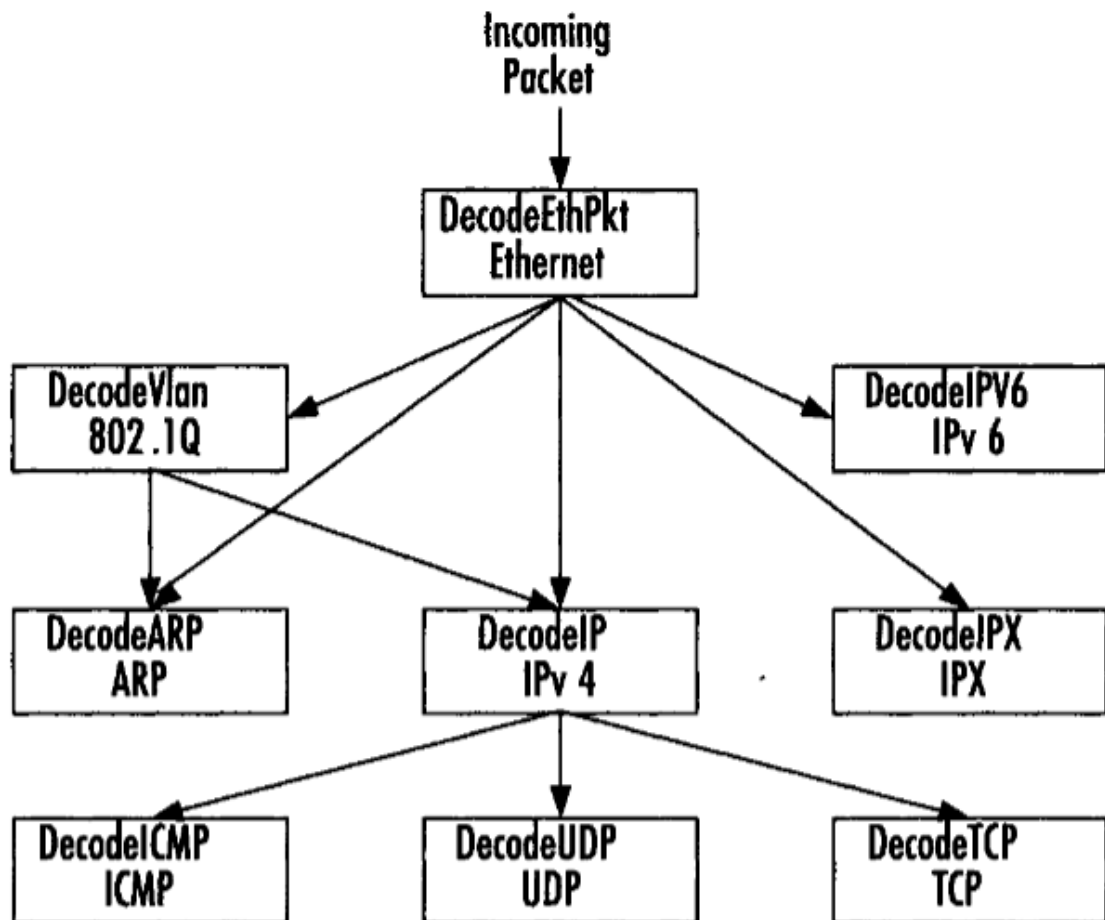 Incoming
Packet
DecodeEthPkt
Ethernet
DecodeVlan
802.1Q
DecodeIPV6
IPv 6
DecodeARP
ARP
DecodeIP
IPv 4
DecodeIPX
IPX
DecodeICMP
ICMP
DecodeUDP
UDP
DecodeTCP
TCP